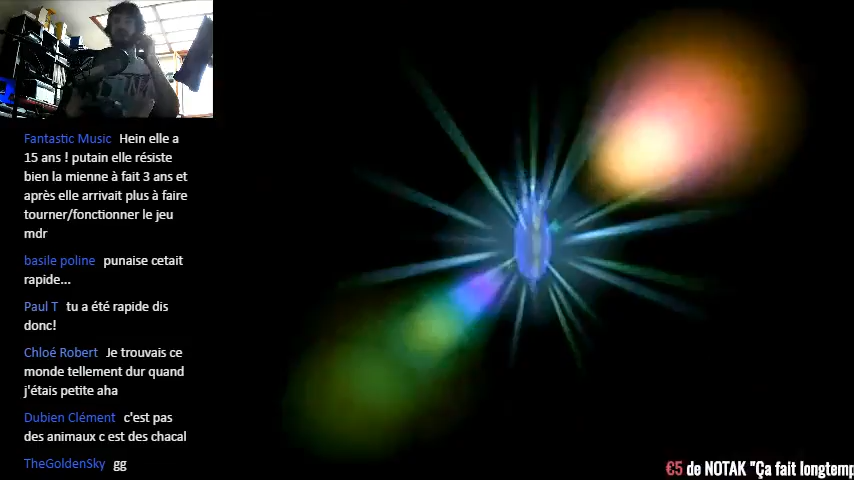 Fantastic Music Hein elle a
15 ans ! putain elle résiste
bien la mienne à fait 3 ans et
après elle arrivait plus à faire
tourner/fonctionner le jeu
mdr
basile poline punaise cetait
rapide...
Paul T tu a été rapide dis
donc!
Chloé Robert Je trouvais ce
monde tellement dur quand
j'étais petite aha
Dubien Clément c'est pas
des animaux c est des chacal
TheGoldenSky gg
€5 de NOTAK "Ça fait longtemp